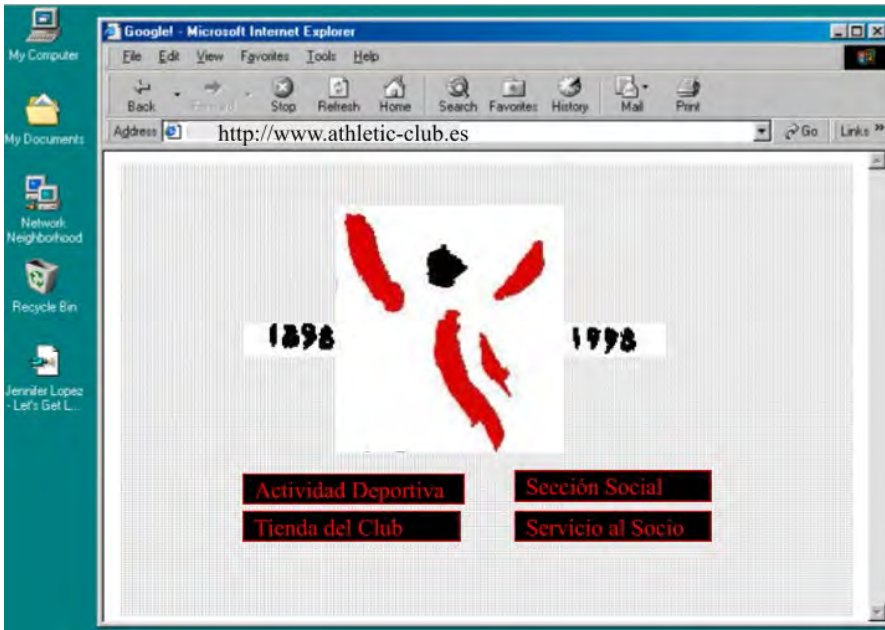 My Computer
My Documents
Network
Neighborhood
Recycle Bin
Jennifer Lopez
- Let's Get L...
Google! - Microsoft Internet Explorer
File Edit View Favorites Tools Help
Back Forward Stop Refresh Home Search Favorites History Mail Print
Address http://www.athletic-club.es Go Links »
1898 1998
Actividad Deportiva Sección Social
Tienda del Club Servicio al Socio